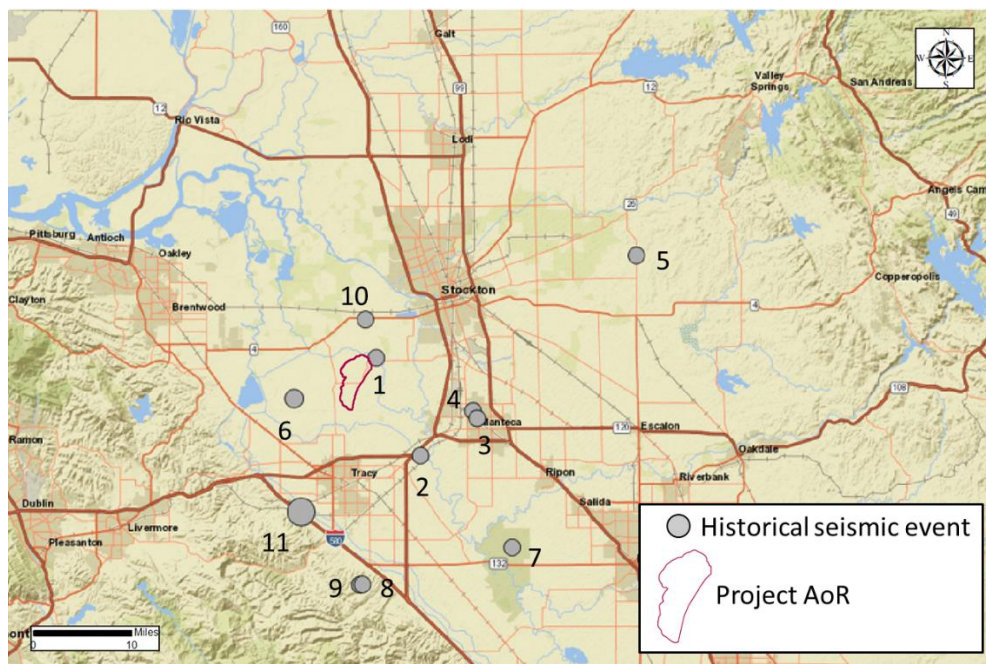 Galt
160
N
W E
S
99
Valley
Springs
San Andreas
12
12
Rio Vista
Lodi
Angels Cam
26
49
Pittsburg
Antioch
Oakley
5
Copperopolis
Stockton
Clayton
Brentwood
10
4
4
1
108
6
4
Manteca
120
Escalon
3
Oakdale
Ramon
Tracy
2
Ripon
Riverbank
Dublin
Salida
Livermore
Pleasanton
11
580
7
132
9
8
Historical seismic event
Project AoR
mont
Miles
0
10